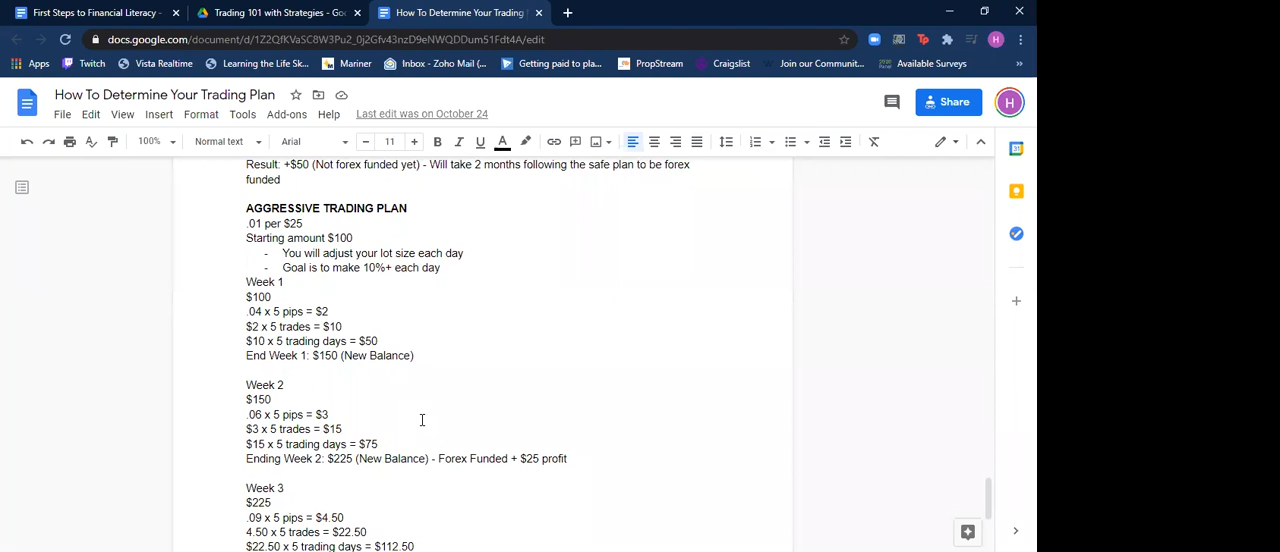 First Steps to Financial Literacy -
Trading 101 with Strategies - Goo
How To Determine Your Trading
docs.google.com/document/d/1Z2QfKVaSC8W3Pu2_0j2Gfv43nzD9eNWQDDum51Fdt4A/edit
Apps
Twitch
Vista Realtime
Learning the Life Sk...
Mariner
Inbox - Zoho Mail (...
Getting paid to pla...
PropStream
Craigslist
Join our Communit...
Available Surveys
»
How To Determine Your Trading Plan
File Edit View Insert Format Tools Add-ons Help Last edit was on October 24
Share
H
100% Normal text Arial 11
Result: +$50 (Not forex funded yet) - Will take 2 months following the safe plan to be forex
funded
AGGRESSIVE TRADING PLAN
.01 per $25
Starting amount $100
- You will adjust your lot size each day
- Goal is to make 10%+ each day
Week 1
$100
.04 x 5 pips = $2
$2 x 5 trades = $10
$10 x 5 trading days = $50
End Week 1: $150 (New Balance)
Week 2
$150
.06 x 5 pips = $3
$3 x 5 trades = $15
$15 x 5 trading days = $75
Ending Week 2: $225 (New Balance) - Forex Funded + $25 profit
Week 3
$225
.09 x 5 pips = $4.50
4.50 x 5 trades = $22.50
$22.50 x 5 trading days = $112.50